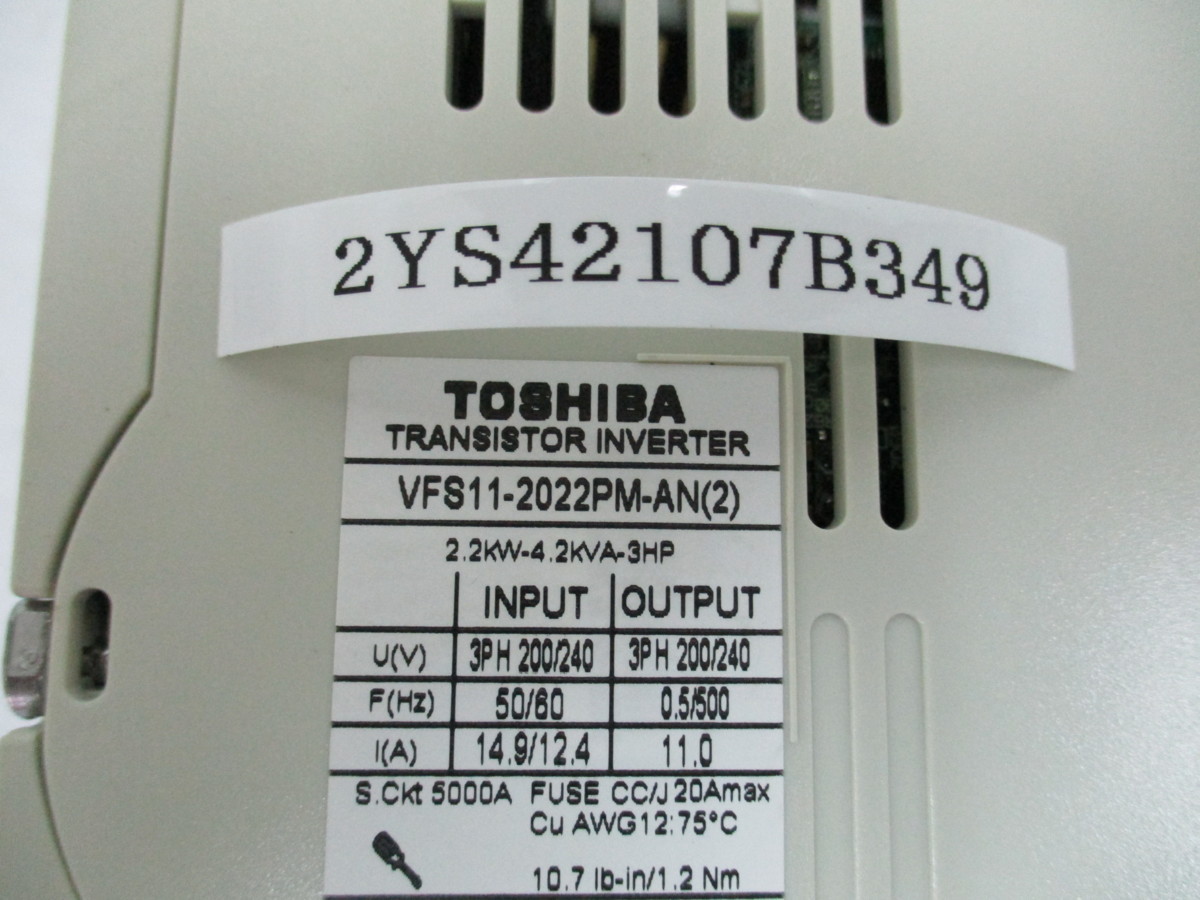 2YS42107B349
TOSHIBA
TRANSISTOR INVERTER
VFS11-2022PM-AN(2)
2.2KW-4.2KVA-3HP
INPUT OUTPUT
U(V) 3PH 200/240 3PH 200/240
F(Hz) 50/60 0.5/500
I(A) 14.9/12.4 11.0
S.Ckt 5000A FUSE CC/J 20Amax
Cu AWG12:75°C
10.7 lb-in/1.2 Nm